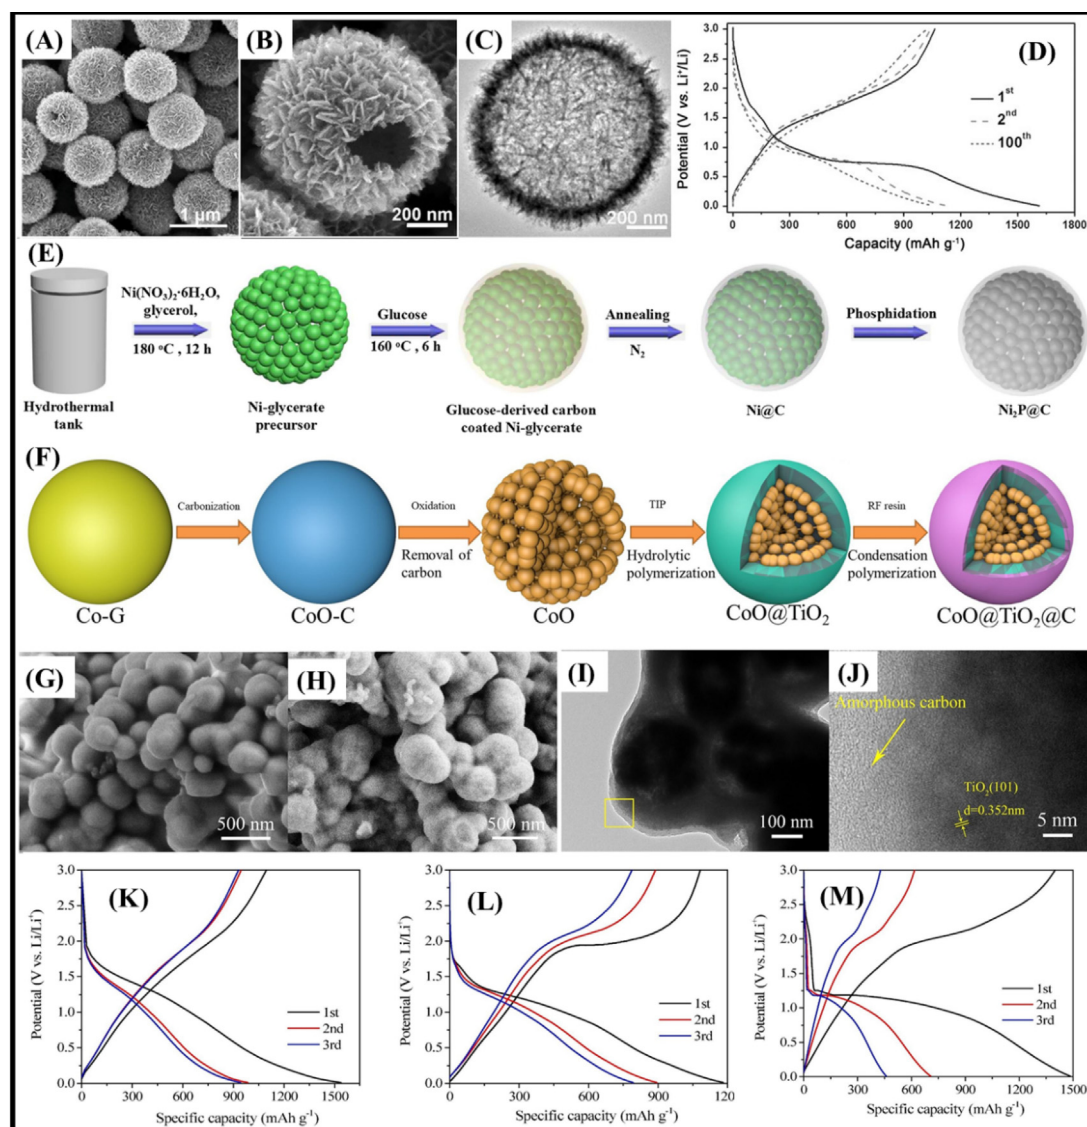 (A)
1 μm
(B)
200 nm
(C)
200 nm
(D)
Potential (V vs. Li⁺/Li)
3.0
2.5
2.0
1.5
1.0
0.5
0.0
1ˢᵗ
2ⁿᵈ
100ᵗʰ
0 300 600 900 1200 1500 1800
Capacity (mAh g⁻¹)
(E)
Hydrothermal
tank
Ni(NO₃)₂·6H₂O,
glycerol,
180 °C , 12 h
Ni-glycerate
precursor
Glucose
160 °C, 6 h
Glucose-derived carbon
coated Ni-glycerate
Annealing
N₂
Ni@C
Phosphidation
Ni₂P@C
(F)
Co-G
Carbonization
CoO-C
Oxidation
Removal of
carbon
CoO
TIP
Hydrolytic
polymerization
CoO@TiO₂
RF resin
Condensation
polymerization
CoO@TiO₂@C
(G)
500 nm
(H)
500 nm
(I)
100 nm
(J)
Amorphous carbon
TiO₂(101)
d=0.352nm
5 nm
(K)
Potential (V vs. Li/Li⁺)
3.0
2.5
2.0
1.5
1.0
0.5
0.0
1st
2nd
3rd
0 300 600 900 1200 1500
Specific capacity (mAh g⁻¹)
(L)
Potential (V vs. Li/Li⁺)
3.0
2.5
2.0
1.5
1.0
0.5
0.0
1st
2nd
3rd
0 300 600 900 120
Specific capacity (mAh g⁻¹)
(M)
Potential (V vs. Li/Li⁺)
3.0
2.5
2.0
1.5
1.0
0.5
0.0
1st
2nd
3rd
0 300 600 900 1200 1500
Specific capacity (mAh g⁻¹)